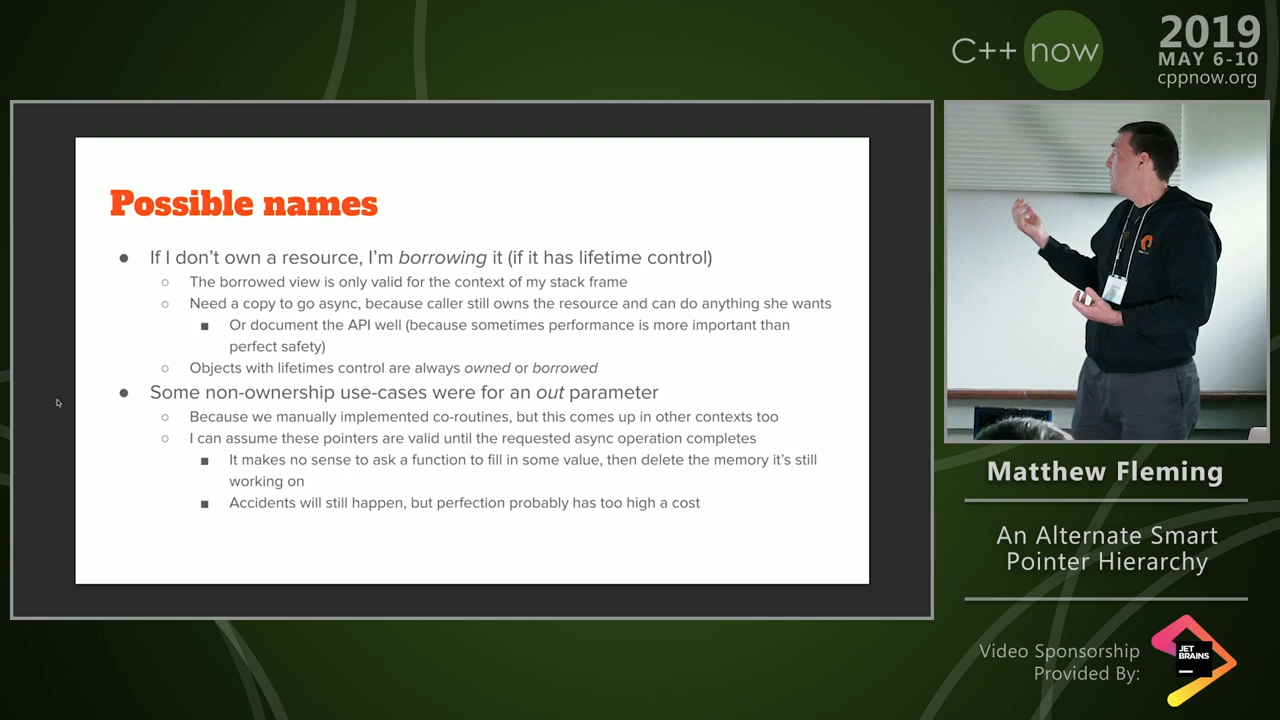 C++ now
2019
MAY 6-10
cppnow.org
Possible names
● If I don't own a resource, I'm borrowing it (if it has lifetime control)
○ The borrowed view is only valid for the context of my stack frame
○ Need a copy to go async, because caller still owns the resource and can do anything she wants
■ Or document the API well (because sometimes performance is more important than
perfect safety)
○ Objects with lifetimes control are always owned or borrowed
● Some non-ownership use-cases were for an out parameter
○ Because we manually implemented co-routines, but this comes up in other contexts too
○ I can assume these pointers are valid until the requested async operation completes
■ It makes no sense to ask a function to fill in some value, then delete the memory it's still
working on
■ Accidents will still happen, but perfection probably has too high a cost
Matthew Fleming
An Alternate Smart
Pointer Hierarchy
Video Sponsorship
Provided By:
JET
BRAINS